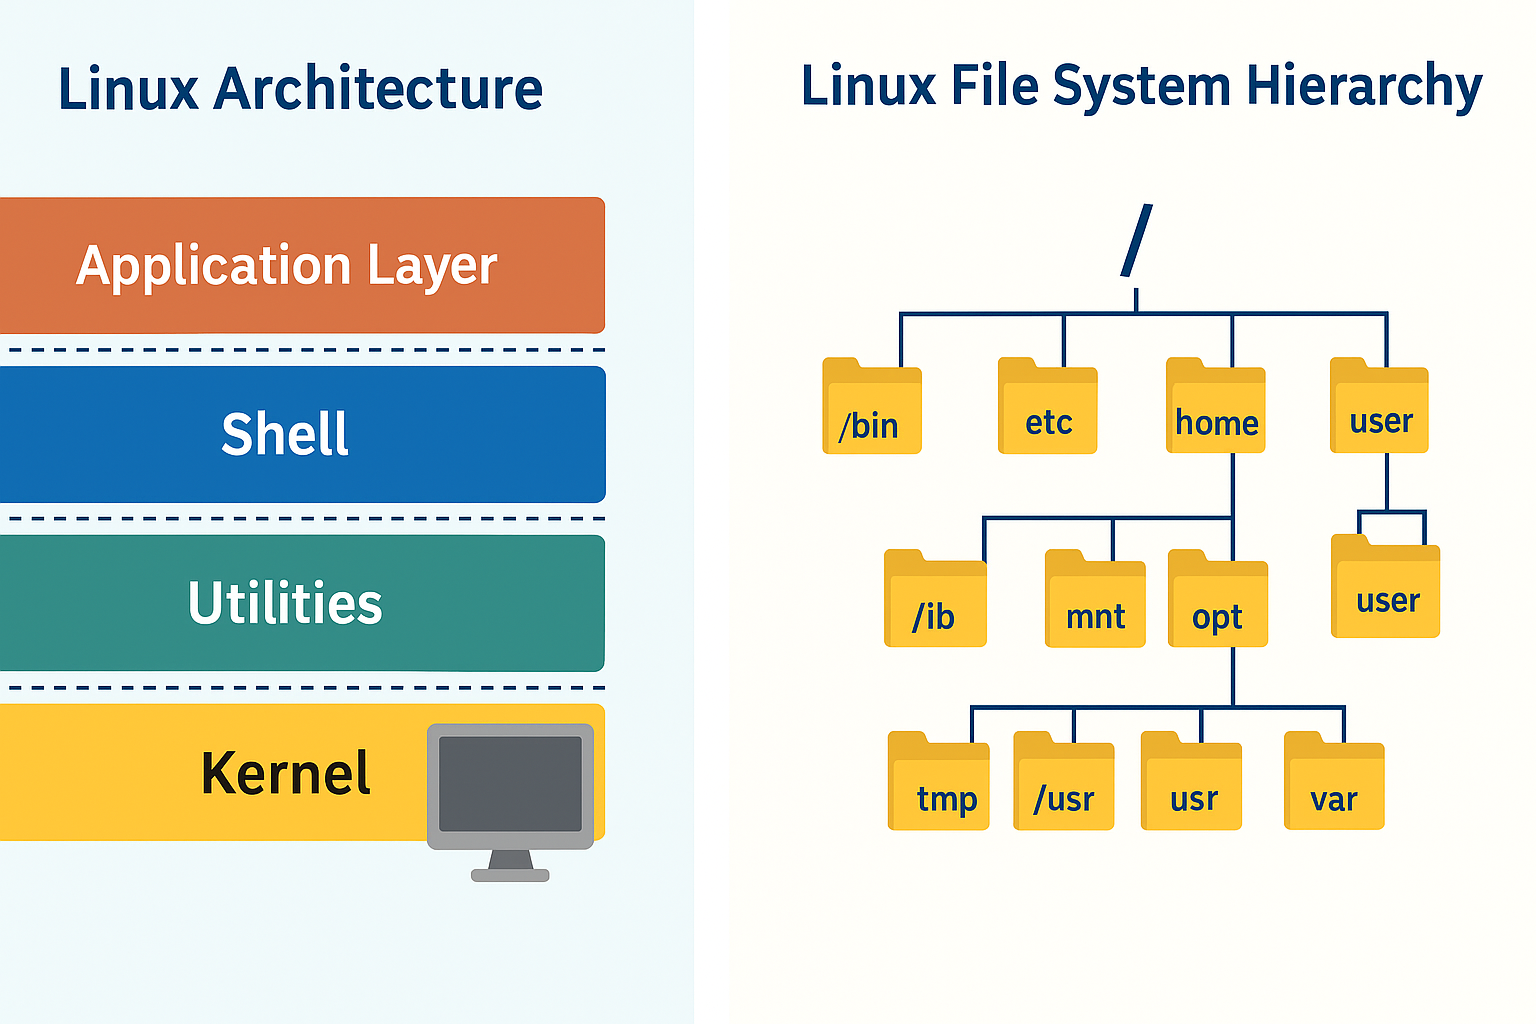 Linux Architecture
Application Layer
Shell
Utilities
Kernel
Linux File System Hierarchy
/
/bin
etc
home
user
/ib
mnt
opt
user
tmp
/usr
usr
var